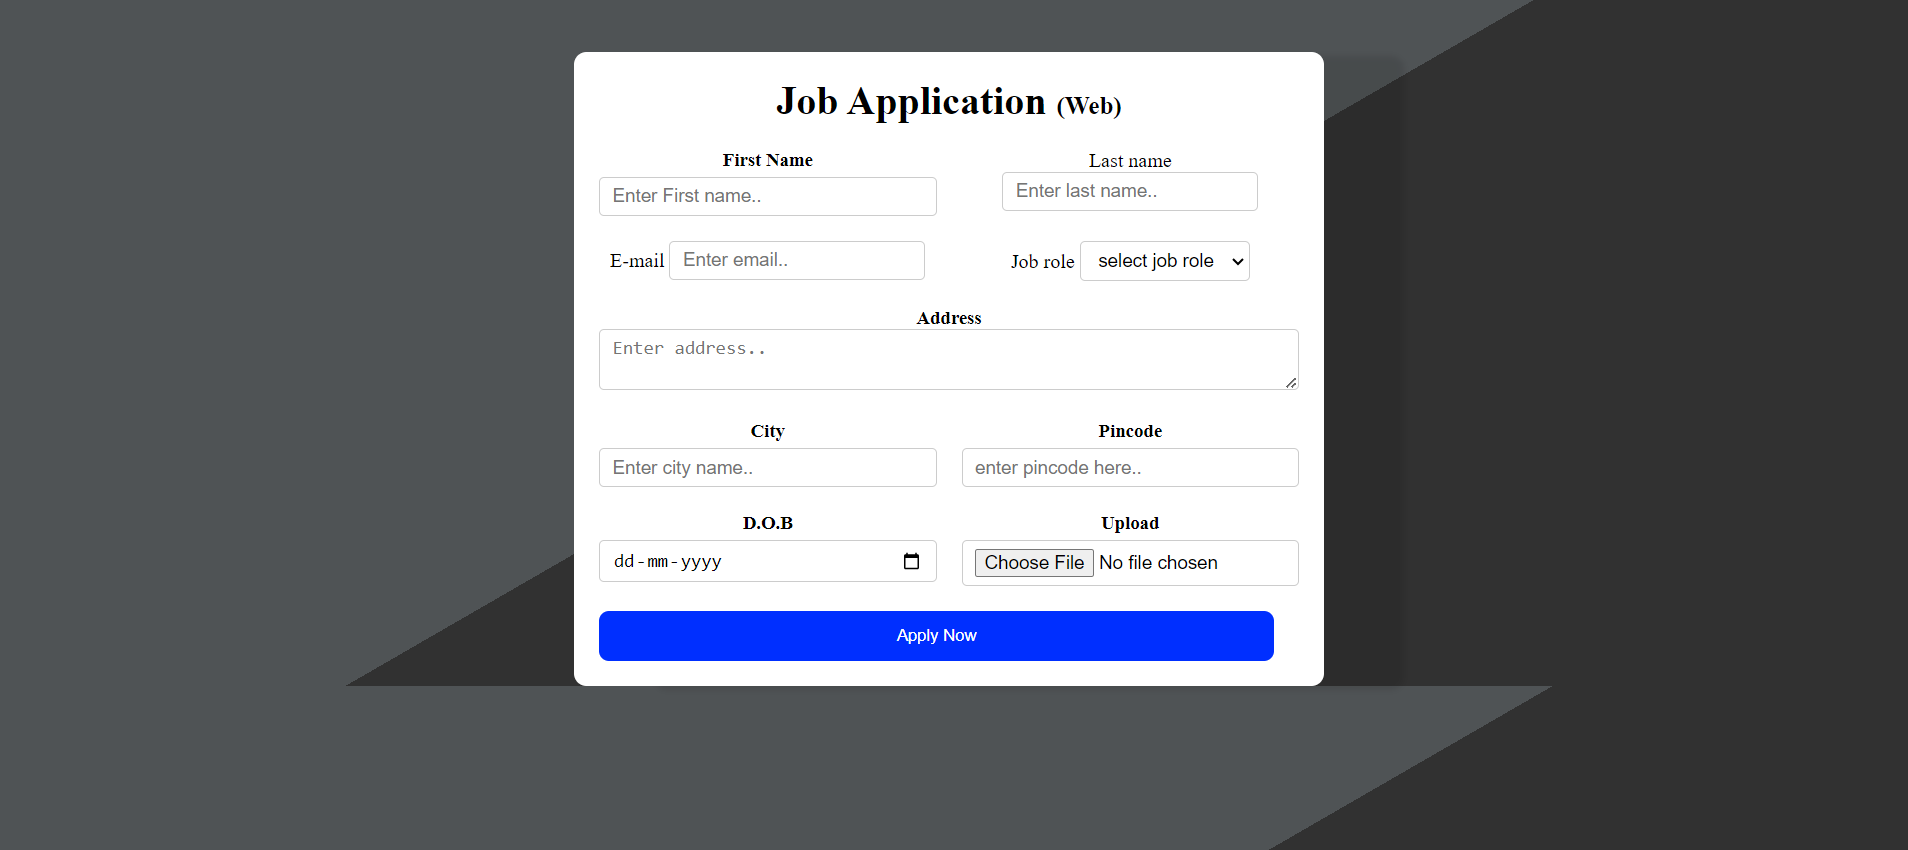 Job Application (Web)
First Name
Last name
Enter First name..
Enter last name..
E-mail Enter email..
Job role select job role
Address
Enter address..
City
Pincode
Enter city name..
enter pincode here..
D.O.B
Upload
dd-mm-yyyy
Choose File No file chosen
Apply Now